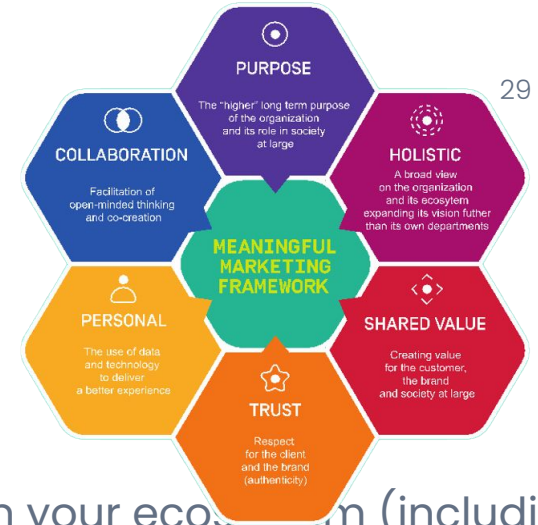 29
PURPOSE
The "higher" long term purpose
of the organization
and its role in society
at large
COLLABORATION
Facilitation of
open-minded thinking
and co-creation
HOLISTIC
A broad view
on the organization
and its ecosytem
expanding its vision futher
than its own departments
MEANINGFUL
MARKETING
FRAMEWORK
PERSONAL
The use of data
and technology
to deliver
a better experience
SHARED VALUE
Creating value
for the customer,
the brand
and society at large
TRUST
Respect
for the client
and the brand
(authenticity)
your (includi